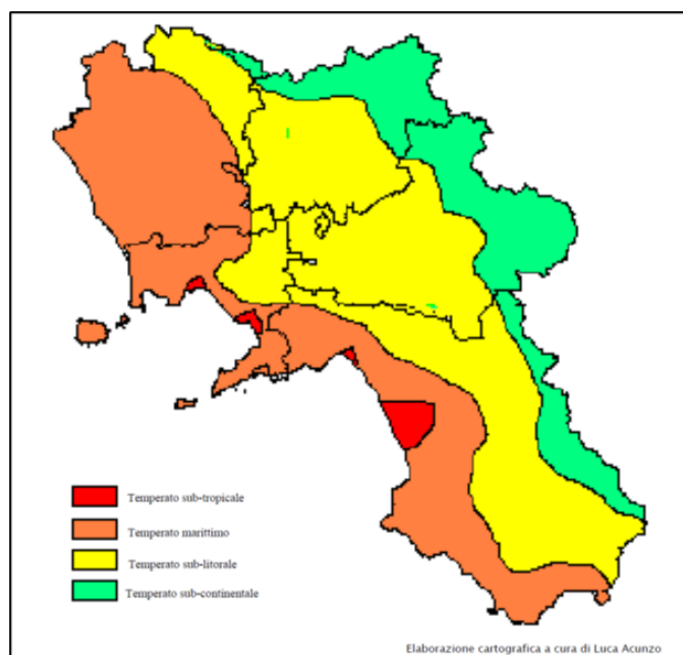 Temperato sub-tropicale
Temperato marittimo
Temperato sub-litorale
Temperato sub-continentale
Elaborazione cartografica a cura di Luca Acunzo